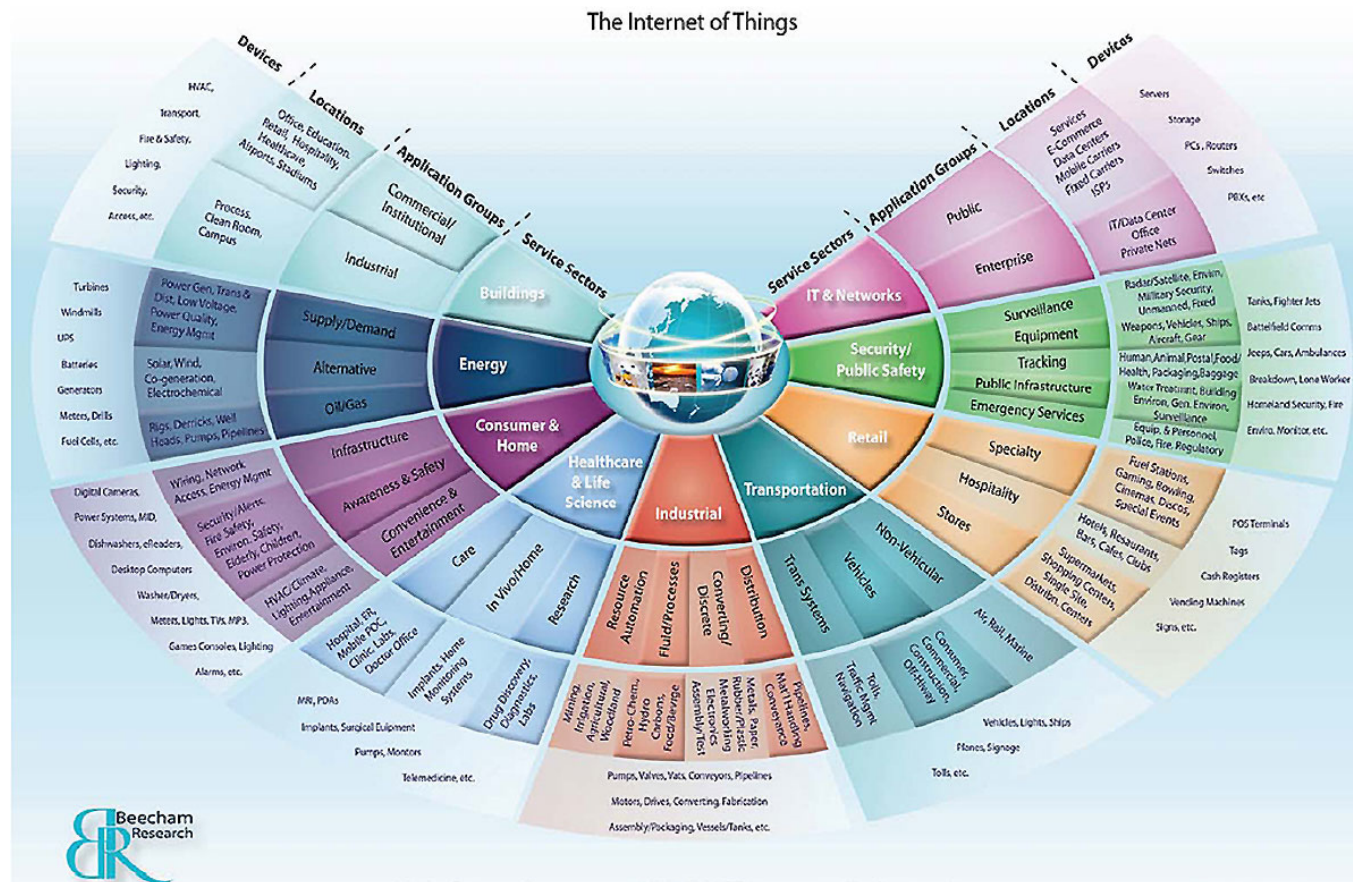 The Internet of Things
Devices
Locations
Application Groups
Service Sectors
Service Sectors
Application Groups
Locations
Devices
HVAC,
Transport,
Fire & Safety,
Lighting,
Security,
Access, etc.
Office, Education,
Retail, Hospitality,
Healthcare,
Airports, Stadiums
Process,
Clean Room,
Campus
Commercial/
Institutional
Industrial
Buildings
Turbines
Windmills
UPS
Batteries
Generators
Meters, Drills
Fuel Cells, etc.
Power Gen, Trans &
Dist, Low Voltage,
Power Quality,
Energy Mgmt
Solar, Wind,
Co-generation,
Electrochemical
Rigs, Derricks, Well
Heads, Pumps, Pipelines
Supply/Demand
Alternative
Oil/Gas
Energy
Digital Cameras,
Power Systems, MID,
Dishwashers, eReaders,
Desktop Computers
Washer/Dryers,
Meters, Lights, TVs, MP3,
Games Consoles, Lighting
Alarms, etc.
Wiring, Network
Access, Energy Mgmt
Security/Alerts,
Fire Safety,
Environ. Safety,
Elderly, Children,
Power Protection
HVAC/Climate,
Lighting,Appliance,
Entertainment
Infrastructure
Awareness & Safety
Convenience &
Entertainment
Consumer &
Home
MRI, PDAs
Implants, Surgical Euipment
Pumps, Montors
Telemedicine, etc.
Hospital, ER,
Mobile PDC,
Clinic, Labs,
Doctor Office
Implants, Home
Monitoring
Systems
Drug Discovery,
Diagnostics,
Labs
Care
In Vivo/Home
Research
Healthcare
& Life
Science
Industrial
Resource
Automation
Fluid/Processes
Converting/
Discrete
Distribution
Mining,
Irrigation,
Agricultural,
Woodland
Petro-Chem.,
Hydro
Carbons,
Food/Bevrge
Metals, Paper,
Rubber/Plastic
Metalworking
Electronics
Assembly/Test
Pipelines,
Mat'l Handling
Conveyance
Pumps, Valves, Vats, Conveyors, Pipelines
Motors, Drives, Converting, Fabrication
Assembly/Packaging, Vessels/Tanks, etc.
Transportation
Trans Systems
Vehicles
Non-Vehicular
Tolls,
Traffic Mgmt
Navigation
Consumer,
Commercial,
Construction,
Off-Hiway
Air, Rail, Marine
Vehicles, Lights, Ships
Planes, Signage
Tolls, etc.
Retail
Specialty
Hospitality
Stores
Fuel Stations,
Gaming, Bowling,
Cinemas, Discos,
Special Events
Hotels, Resaurants,
Bars, Cafes, Clubs
Supermarkets,
Shopping Centers,
Single Site,
Distribn. Centers
POS Terminals
Tags
Cash Registers
Vending Machines
Signs, etc.
Security/
Public Safety
Surveillance
Equipment
Tracking
Public Infrastructure
Emergency Services
Radar/Satellite, Envirn,
Military Security,
Unmanned, Fixed
Weapons, Vehicles, Ships,
Aircraft, Gear
Human,Animal,Postal,Food/
Health, Packaging,Baggage
Water Treatmnt, Building
Environ, Gen. Environ,
Surveillance
Equip. & Personnel,
Police, Fire, Regulatory
Tanks, Fighter Jets
Battlefield Comms
Jeeps, Cars, Ambulances
Breakdown, Lone Worker
Homeland Security, Fire
Enviro. Monitor, etc.
IT & Networks
Public
Enterprise
Services
E-Commerce
Data Centers
Mobile Carriers
Fixed Carriers
ISPs
IT/Data Center
Office
Private Nets
Servers
Storage
PCs , Routers
Switches
PBXs, etc
Beecham
Research
BR